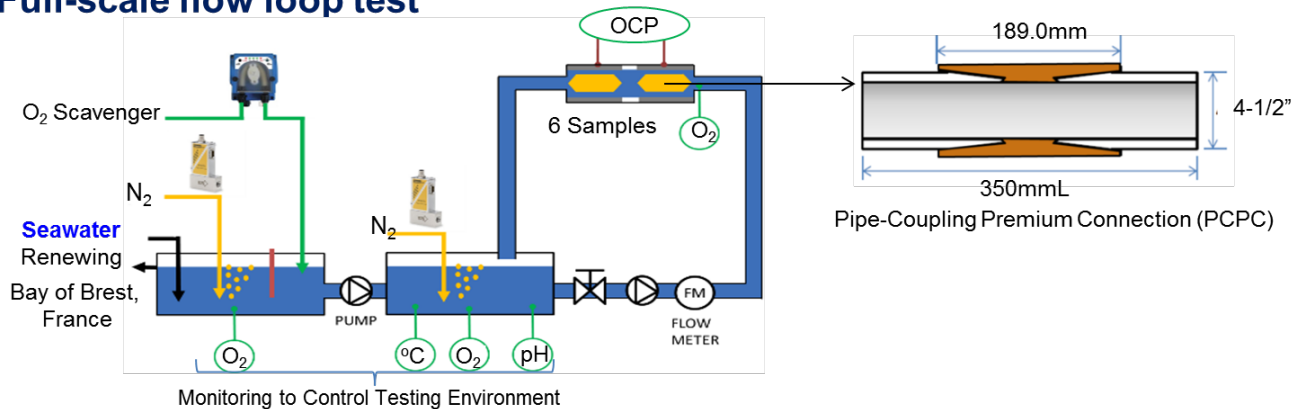 Full-scale flow loop test
OCP
189.0mm
O₂ Scavenger
6 Samples
O₂
4-1/2”
N₂
350mmL
N₂
Pipe-Coupling Premium Connection (PCPC)
Seawater
Renewing
Bay of Brest,
France
PUMP
FM
FLOW
METER
O₂
ºC
O₂
pH
Monitoring to Control Testing Environment